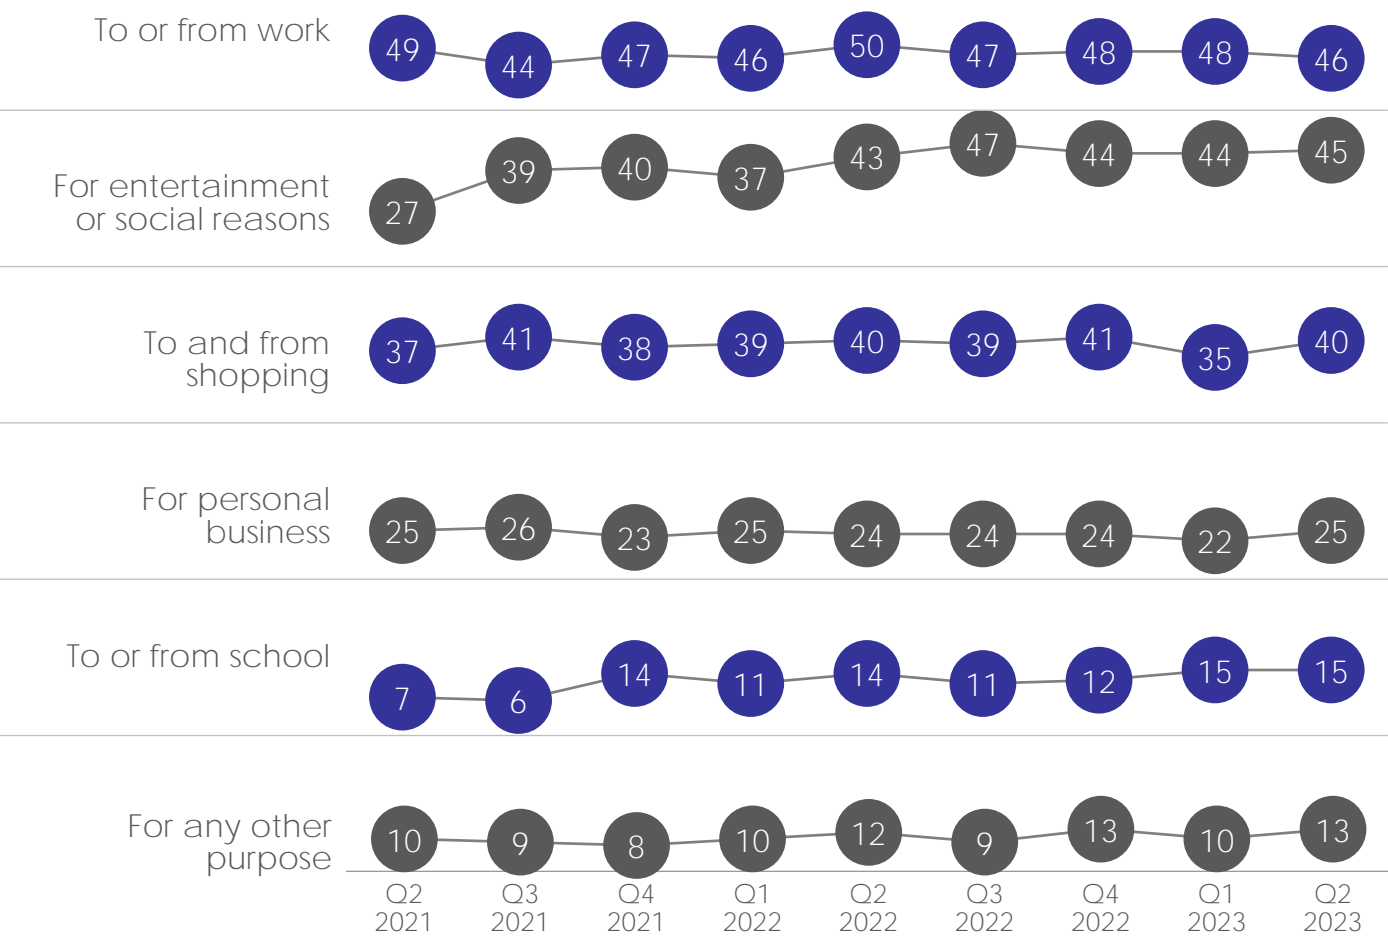 To or from work
49 44 47 46 50 47 48 48 46
For entertainment
or social reasons
27 39 40 37 43 47 44 44 45
To and from
shopping
37 41 38 39 40 39 41 35 40
For personal
business
25 26 23 25 24 24 24 22 25
To or from school
7 6 14 11 14 11 12 15 15
For any other
purpose
10 9 8 10 12 9 13 10 13
Q2 Q3 Q4 Q1 Q2 Q3 Q4 Q1 Q2
2021 2021 2021 2022 2022 2022 2022 2023 2023